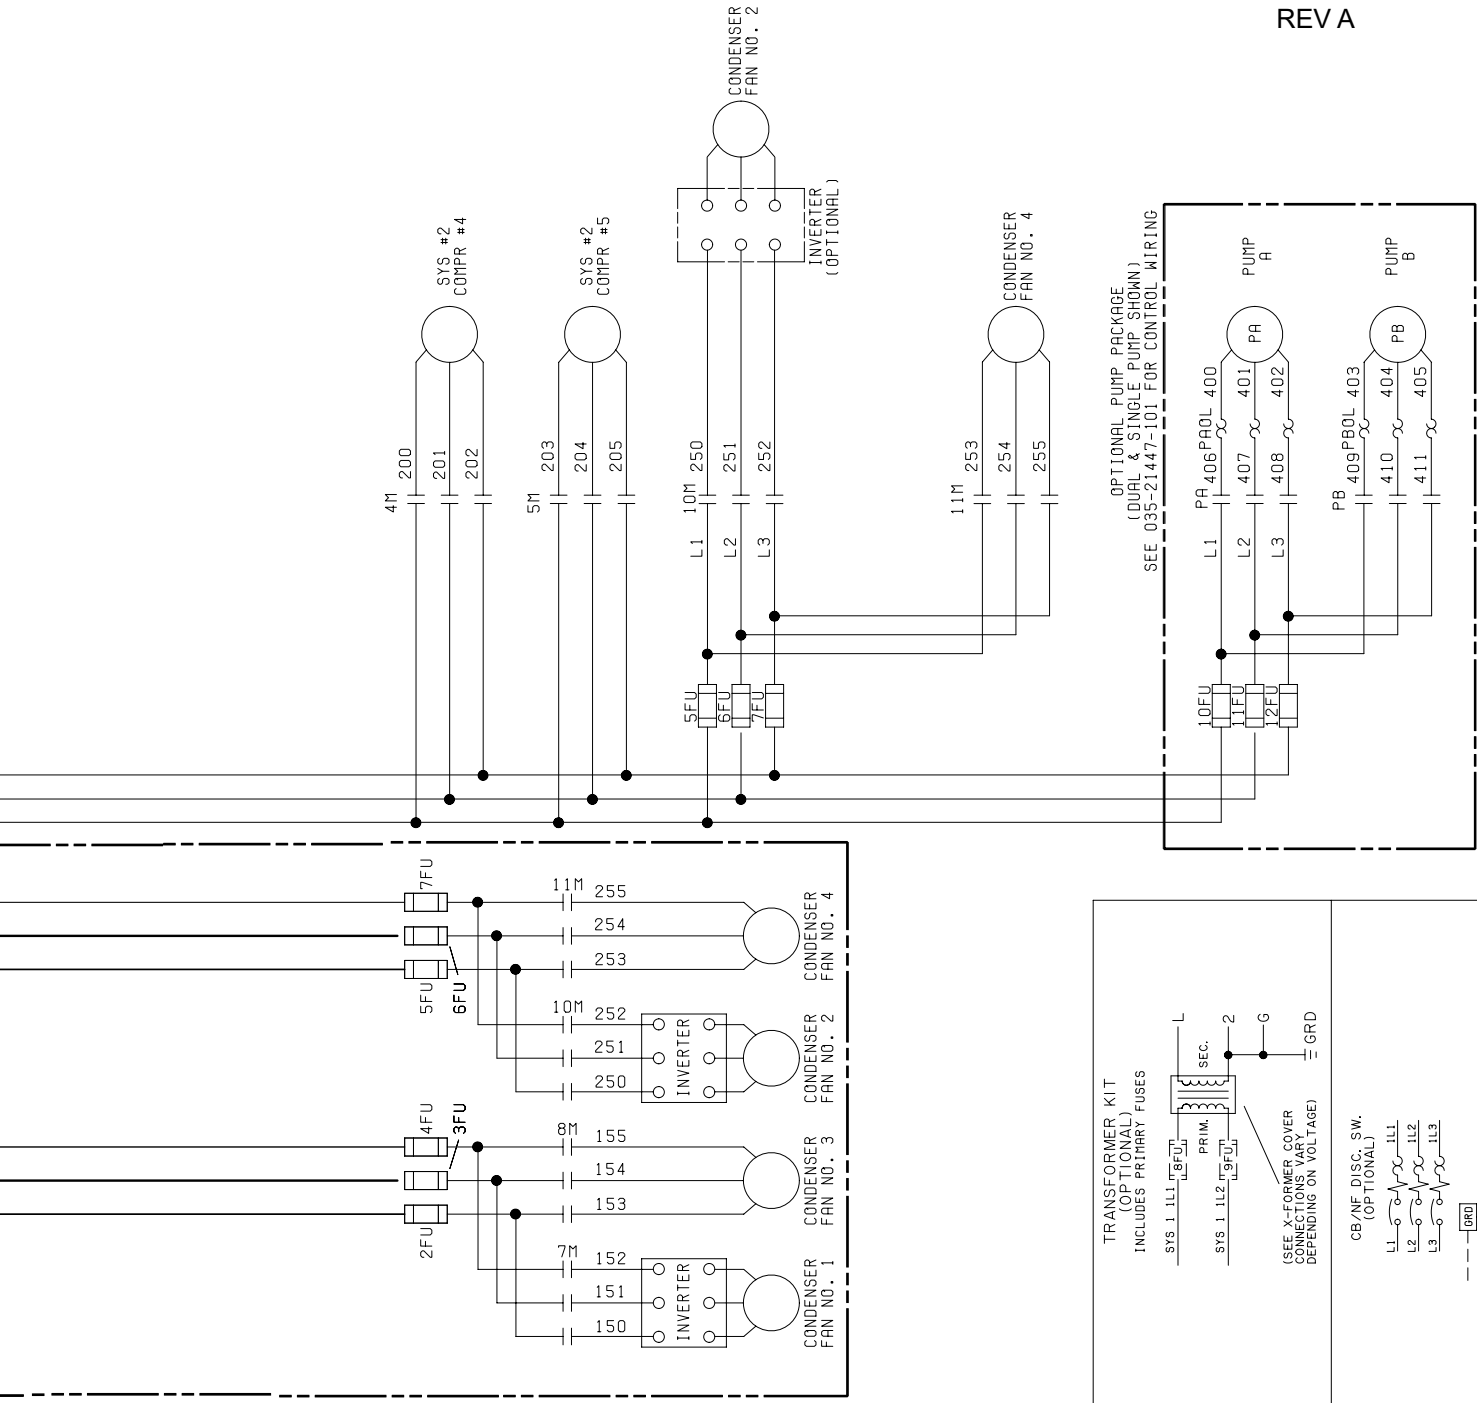 REV A
CONDENSER
FAN NO. 2
INVERTER
(OPTIONAL)
SYS #2
COMPR #4
SYS #2
COMPR #5
CONDENSER
FAN NO. 4
OPTIONAL PUMP PACKAGE
(DUAL & SINGLE PUMP SHOWN)
SEE 035-21447-101 FOR CONTROL WIRING
PUMP
A
PUMP
B
PA
PB
400
401
402
403
404
405
PAOL
PBOL
406
407
408
409
410
411
PA
PB
L1
L2
L3
10FU
11FU
12FU
4M
200
201
202
5M
203
204
205
10M
250
251
252
L1
L2
L3
11M
253
254
255
5FU
6FU
7FU
7FU
6FU
5FU
11M
255
254
253
CONDENSER
FAN NO. 4
10M
252
251
250
INVERTER
CONDENSER
FAN NO. 2
4FU
3FU
2FU
8M
155
154
153
CONDENSER
FAN NO. 3
7M
152
151
150
INVERTER
CONDENSER
FAN NO. 1
TRANSFORMER KIT
(OPTIONAL)
INCLUDES PRIMARY FUSES
L
2
G
GRD
SEC.
PRIM.
SYS 1 1L1
8FU
SYS 1 1L2
9FU
(SEE X-FORMER COVER
CONNECTIONS VARY
DEPENDING ON VOLTAGE)
CB/NF DISC. SW.
(OPTIONAL)
L1
1L1
L2
1L2
L3
1L3
GRD